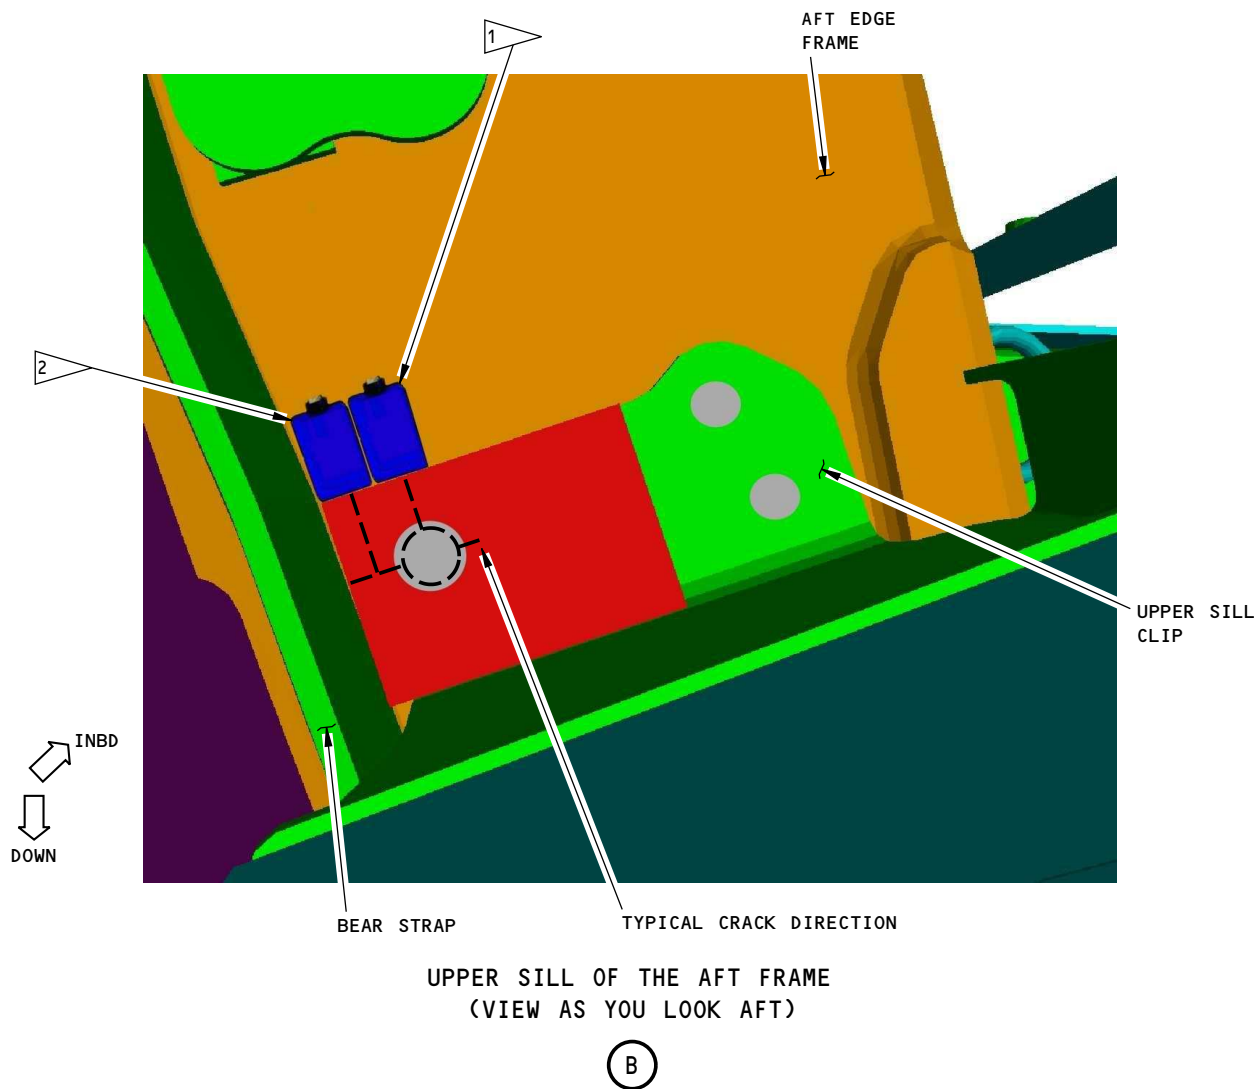 1
AFT EDGE
FRAME
2
UPPER SILL
CLIP
INBD
DOWN
BEAR STRAP
TYPICAL CRACK DIRECTION
UPPER SILL OF THE AFT FRAME
(VIEW AS YOU LOOK AFT)
B